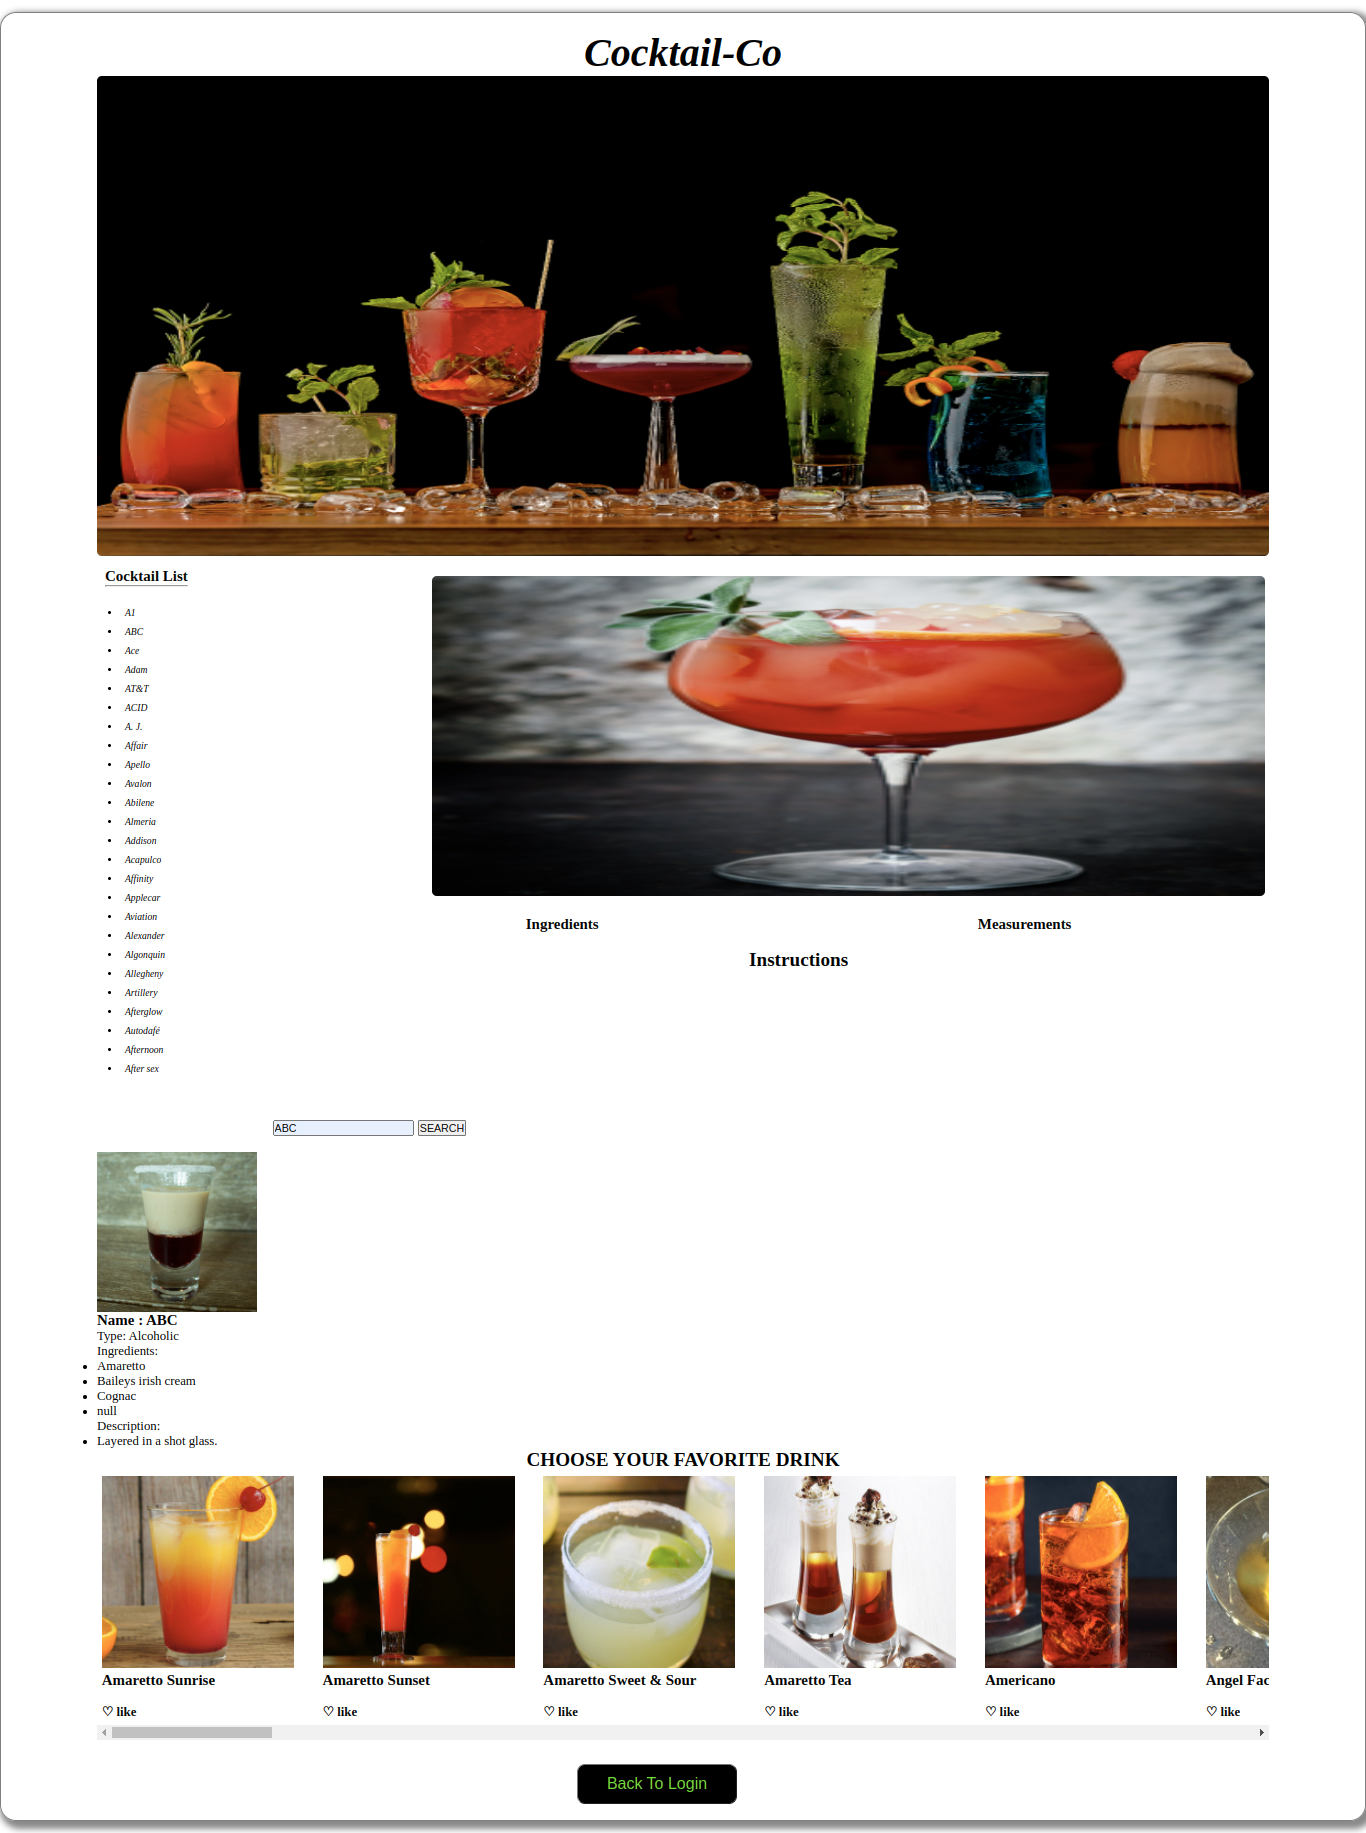 Cocktail-Co
Cocktail List
A1
ABC
Ace
Adam
AT&T
ACID
A. J.
Affair
Apello
Avalon
Abilene
Almeria
Addison
Acapulco
Affinity
Applecar
Aviation
Alexander
Algonquin
Allegheny
Artillery
Afterglow
Autodafé
Afternoon
After sex
Ingredients
Measurements
Instructions
ABC SEARCH
Name : ABC
Type: Alcoholic
Ingredients:
Amaretto
Baileys irish cream
Cognac
null
Description:
Layered in a shot glass.
CHOOSE YOUR FAVORITE DRINK
Amaretto Sunrise
♡ like
Amaretto Sunset
♡ like
Amaretto Sweet & Sour
♡ like
Amaretto Tea
♡ like
Americano
♡ like
Angel Fac
♡ like
Back To Login